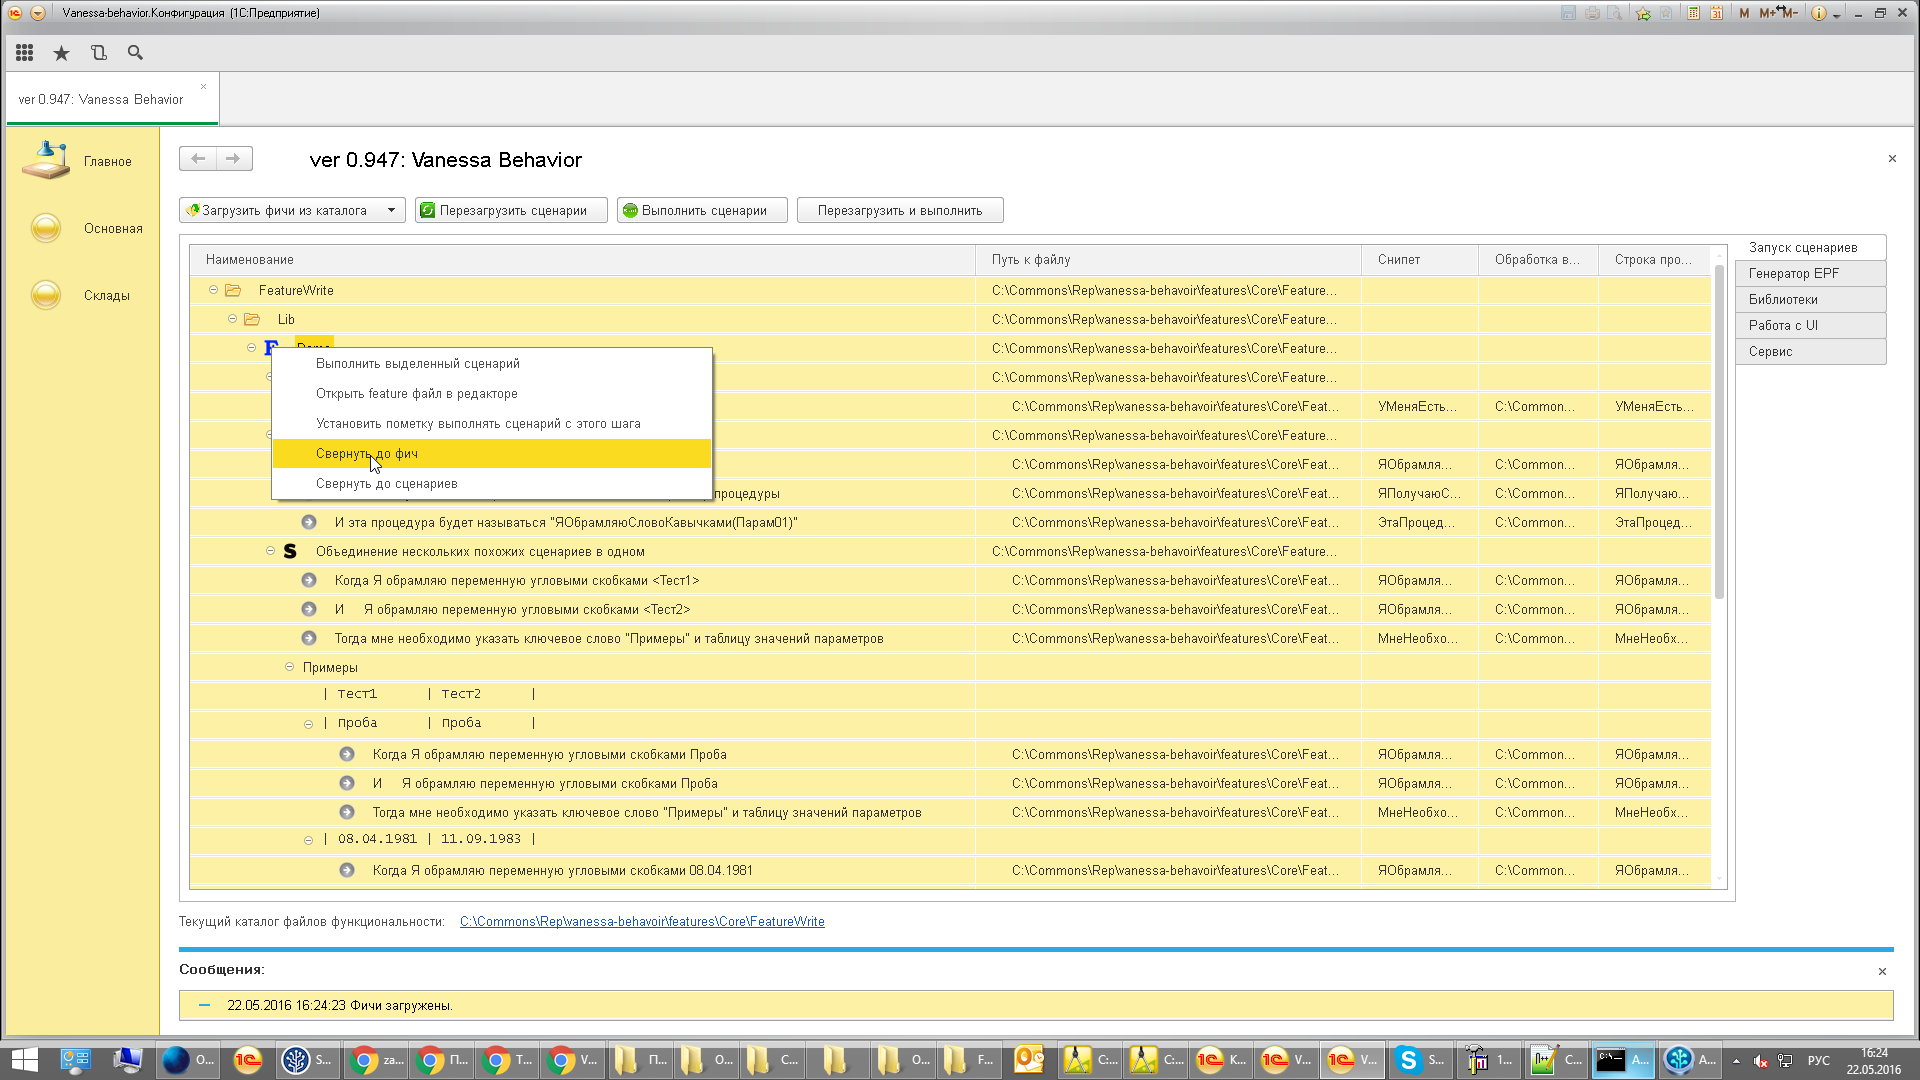 Vanessa-behavior.Конфигурация (1С:Предприятие)
M M+ M-
ver 0.947: Vanessa Behavior
Главное
Основная
Склады
ver 0.947: Vanessa Behavior
Загрузить фичи из каталога
Перезагрузить сценарии
Выполнить сценарии
Перезагрузить и выполнить
Наименование Путь к файлу Снипет Обработка в... Строка про...
Запуск сценариев
Генератор EPF
Библиотеки
Работа с UI
Сервис
FeatureWrite C:\Commons\Rep\vanessa-behavoir\features\Core\Feature...
Lib C:\Commons\Rep\vanessa-behavoir\features\Core\Feature...
C:\Commons\Rep\vanessa-behavoir\features\Core\Feature...
Выполнить выделенный сценарий
C:\Commons\Rep\vanessa-behavoir\features\Core\Feature...
Открыть feature файл в редакторе
C:\Commons\Rep\vanessa-behavoir\features\Core\Feat... УМеняЕсть... C:\Common... УМеняЕсть...
Установить пометку выполнять сценарий с этого шага
C:\Commons\Rep\vanessa-behavoir\features\Core\Feature...
Свернуть до фич
C:\Commons\Rep\vanessa-behavoir\features\Core\Feat... ЯОбрамля... C:\Common... ЯОбрамля...
Свернуть до сценариев
процедуры C:\Commons\Rep\vanessa-behavoir\features\Core\Feat... ЯПолучаюС... C:\Common... ЯПолучаю...
И эта процедура будет называться "ЯОбрамляюСловоКавычками(Парам01)" C:\Commons\Rep\vanessa-behavoir\features\Core\Feat... ЭтаПроцед... C:\Common... ЭтаПроцед...
S Объединение нескольких похожих сценариев в одном C:\Commons\Rep\vanessa-behavoir\features\Core\Feature...
Когда Я обрамляю переменную угловыми скобками <Тест1> C:\Commons\Rep\vanessa-behavoir\features\Core\Feat... ЯОбрамля... C:\Common... ЯОбрамля...
И Я обрамляю переменную угловыми скобками <Тест2> C:\Commons\Rep\vanessa-behavoir\features\Core\Feat... ЯОбрамля... C:\Common... ЯОбрамля...
Тогда мне необходимо указать ключевое слово "Примеры" и таблицу значений параметров C:\Commons\Rep\vanessa-behavoir\features\Core\Feat... МнеНеобхо... C:\Common... МнеНеобх...
Примеры
| Тест1 | Тест2 |
| Проба | Проба |
Когда Я обрамляю переменную угловыми скобками Проба C:\Commons\Rep\vanessa-behavoir\features\Core\Feat... ЯОбрамля... C:\Common... ЯОбрамля...
И Я обрамляю переменную угловыми скобками Проба C:\Commons\Rep\vanessa-behavoir\features\Core\Feat... ЯОбрамля... C:\Common... ЯОбрамля...
Тогда мне необходимо указать ключевое слово "Примеры" и таблицу значений параметров C:\Commons\Rep\vanessa-behavoir\features\Core\Feat... МнеНеобхо... C:\Common... МнеНеобх...
| 08.04.1981 | 11.09.1983 |
Когда Я обрамляю переменную угловыми скобками 08.04.1981 C:\Commons\Rep\vanessa-behavoir\features\Core\Feat... ЯОбрамля... C:\Common... ЯОбрамля...
Текущий каталог файлов функциональности: C:\Commons\Rep\vanessa-behavoir\features\Core\FeatureWrite
Сообщения:
22.05.2016 16:24:23 Фичи загружены.
O... S... za... П... T... V... П... O... C... O... F... C:... C:... K... V... V... S... 1... C... A... A... РУС 16:24
22.05.2016